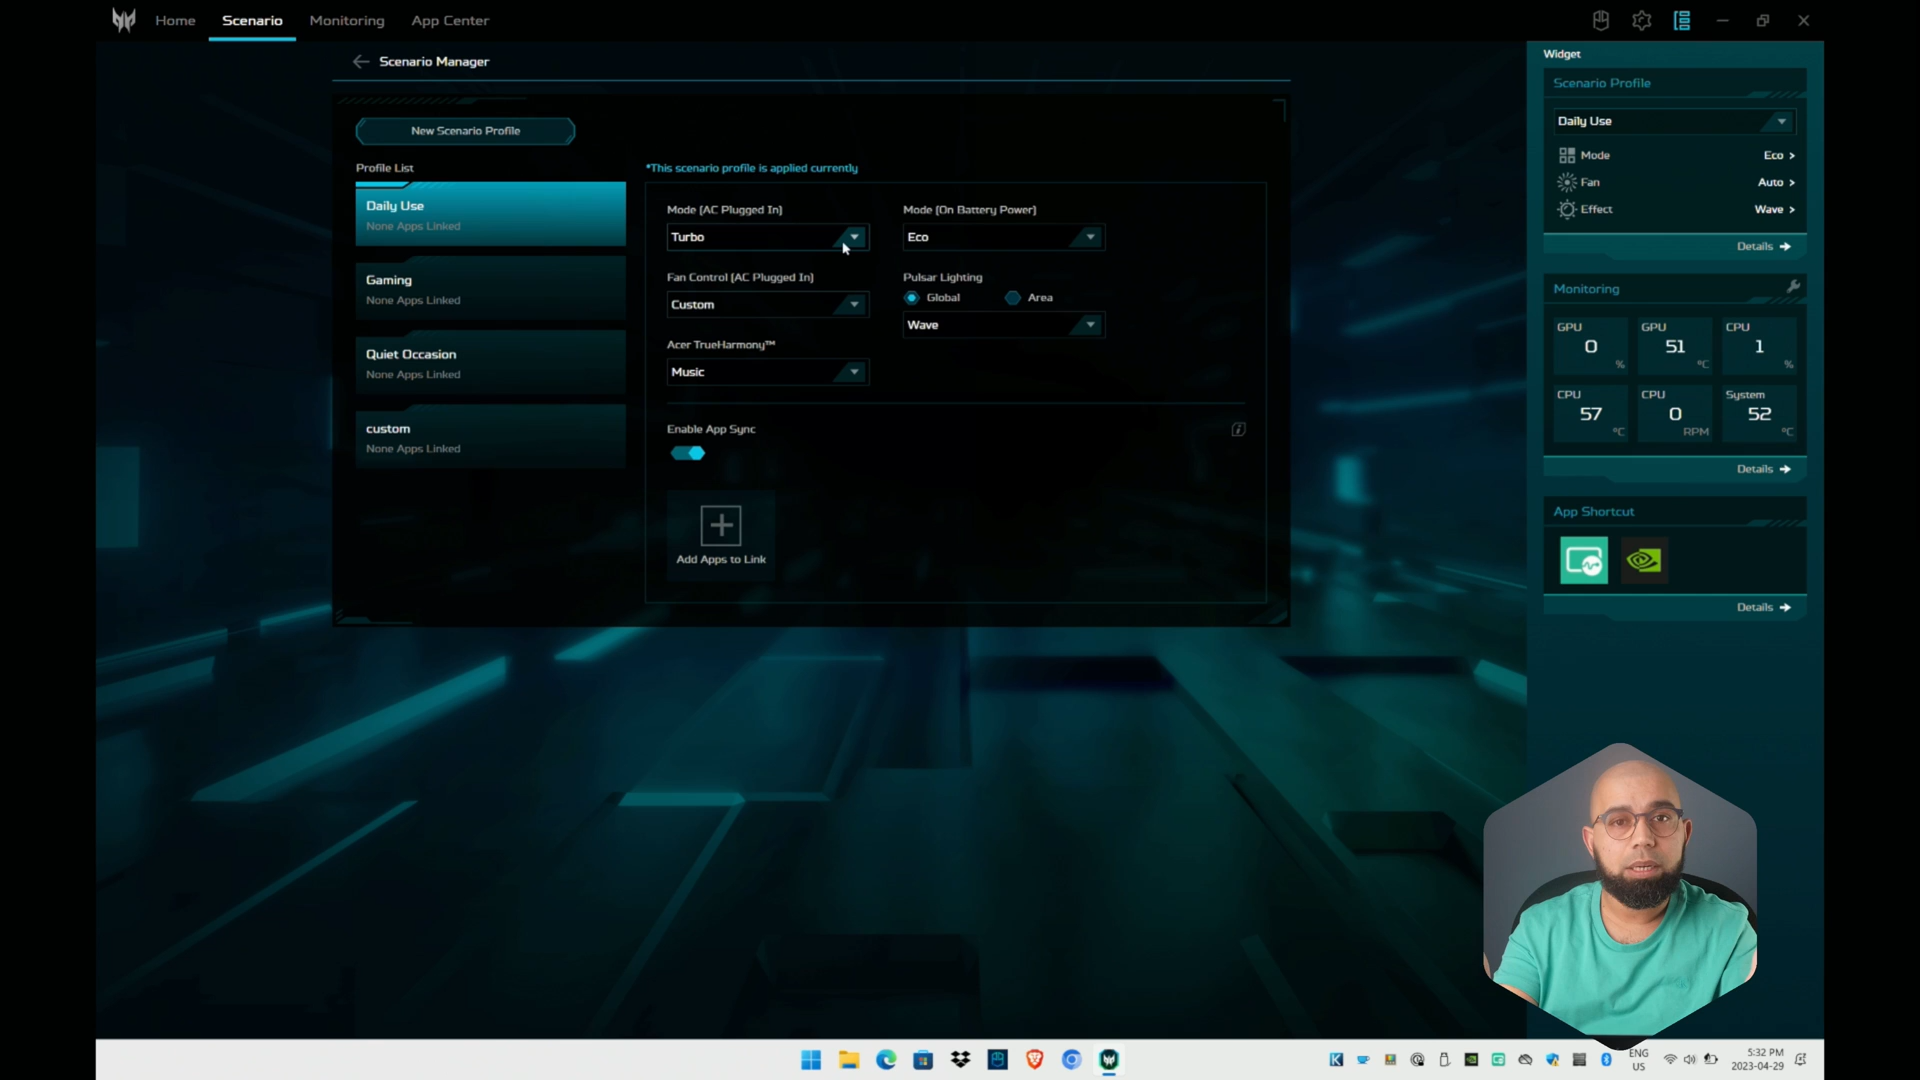 Home
Scenario
Monitoring
App Center
Scenario Manager
New Scenario Profile
Profile List
Daily Use
None Apps Linked
Gaming
None Apps Linked
Quiet Occasion
None Apps Linked
custom
None Apps Linked
*This scenario profile is applied currently
Mode [AC Plugged In]
Turbo
Mode [On Battery Power]
Eco
Fan Control [AC Plugged In]
Custom
Pulsar Lighting
Global
Area
Wave
Acer TrueHarmony™
Music
Enable App Sync
Add Apps to Link
Widget
Scenario Profile
Daily Use
Mode
Eco >
Fan
Auto >
Effect
Wave >
Details
Monitoring
GPU
0
%
GPU
51
°C
CPU
1
%
CPU
57
°C
CPU
0
RPM
System
52
°C
Details
App Shortcut
Details
ENG
US
5:32 PM
2023-04-29